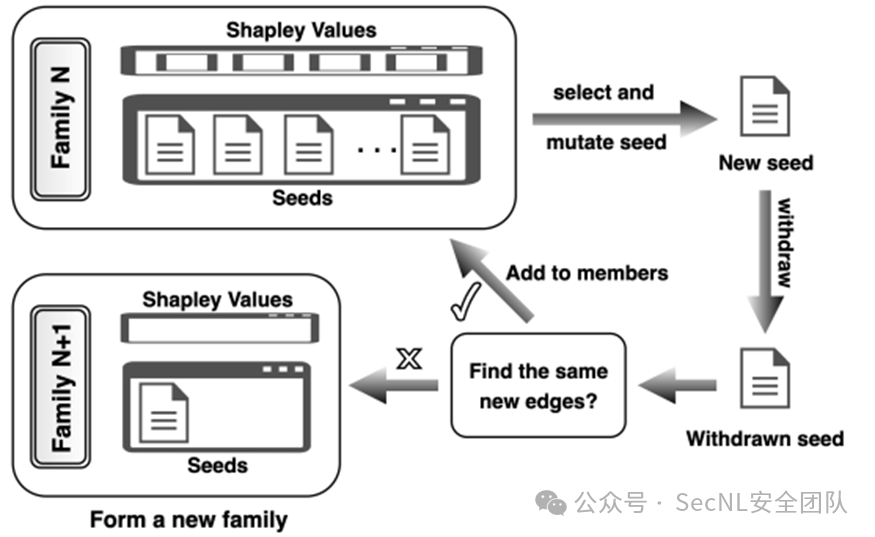 Shapley Values
Family N
Seeds
select and
mutate seed
New seed
withdraw
Add to members
Shapley Values
Family N+1
Find the same
new edges?
Withdrawn seed
Seeds
Form a new family
公众号 · SecNL安全团队